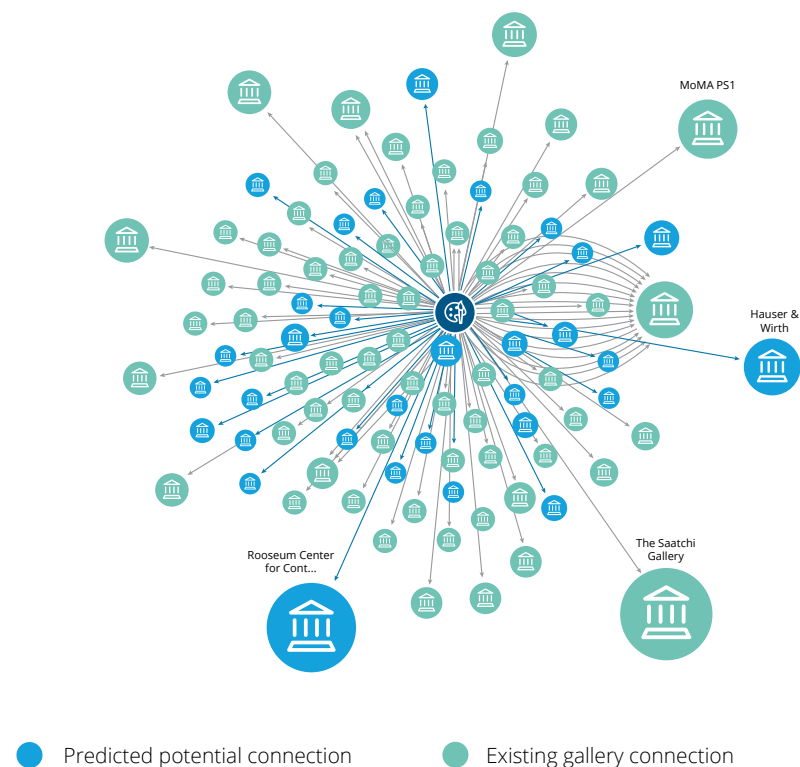 MoMA PS1
Hauser &
Wirth
Rooseum Center
for Cont...
The Saatchi
Gallery
Predicted potential connection
Existing gallery connection